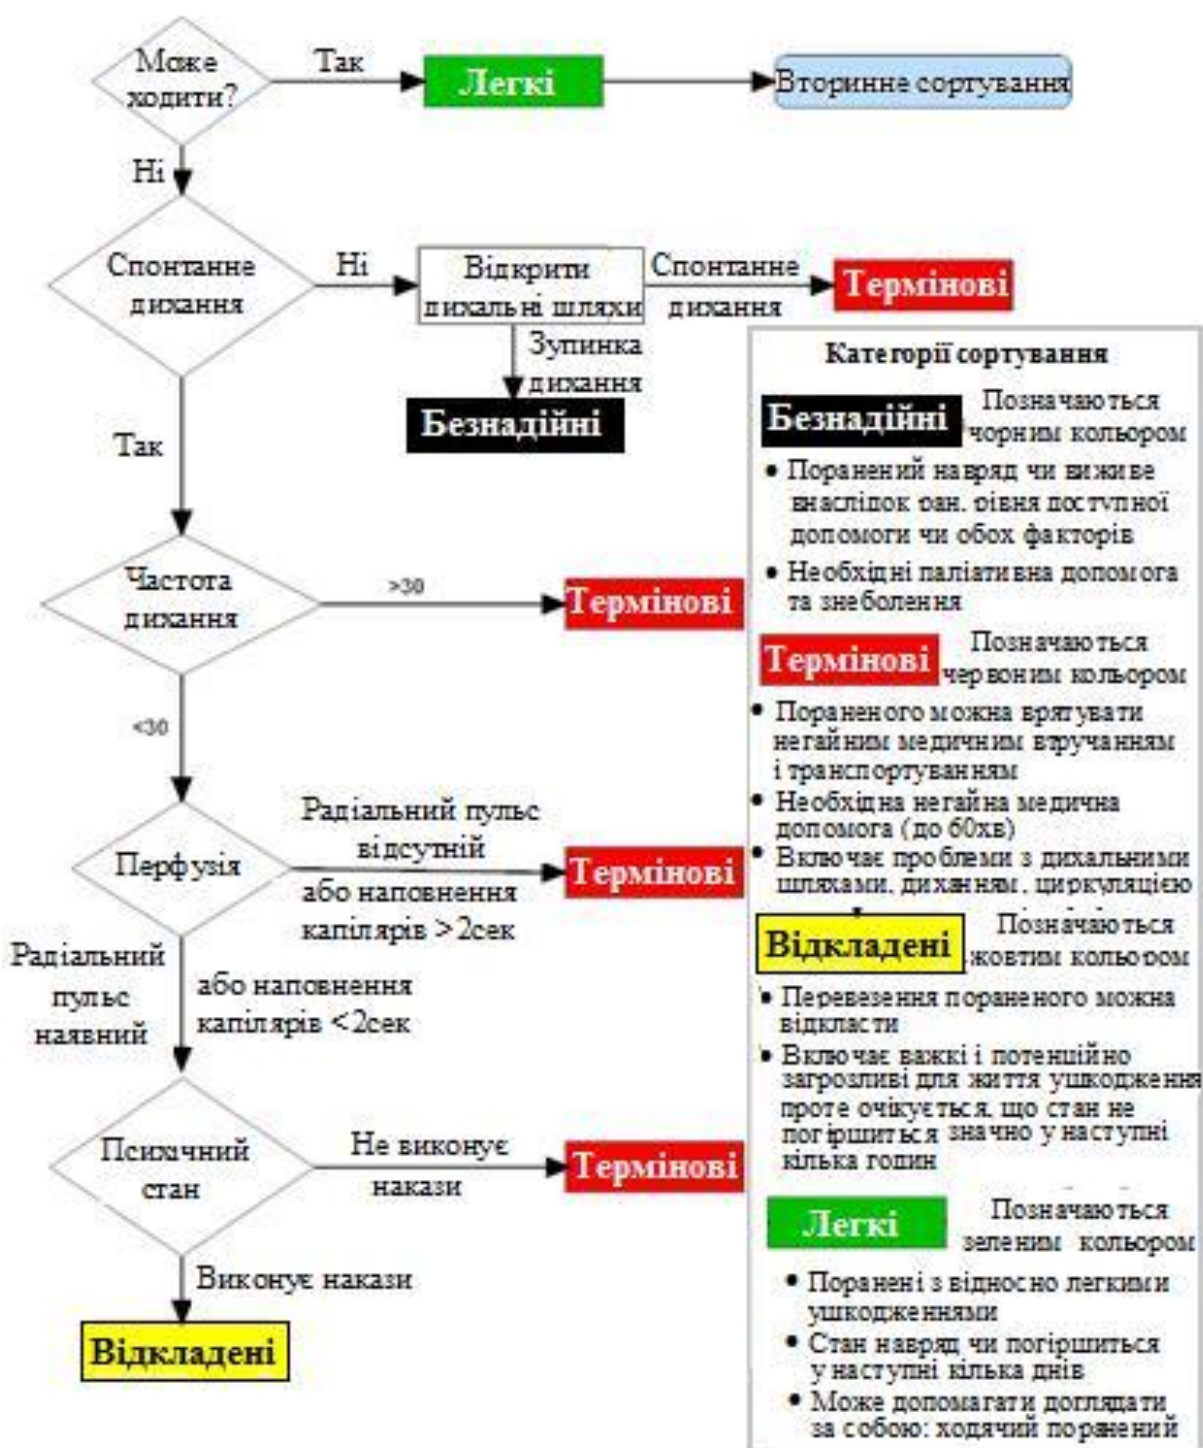 Може
ходити?
Так
Легкі
Вторинне сортування
Ні
Спонтанне
дихання
Ні
Відкрити
дихальні шляхи
Спонтанне
дихання
Термінові
Зупинка
дихання
Безнадійні
Так
Частота
дихання
>30
Термінові
<30
Перфузія
Радіальний пульс
відсутній
або наповнення
капілярів >2сек
Термінові
Радіальний
пульс
наявний
або наповнення
капілярів <2сек
Психічний
стан
Не виконує
накази
Термінові
Виконує накази
Відкладені
Категорії сортування
Безнадійні
Позначаються
чорним кольором
• Поранений навряд чи виживе
внаслідок ран, рівня доступної
допомоги чи обох факторів
• Необхідні паліативна допомога
та знеболення
Термінові
Позначаються
червоним кольором
• Пораненого можна врятувати
негайним медичним втручанням
і транспортуванням
• Необхідна негайна медична
допомога (до 60хв)
• Включає проблеми з дихальними
шляхами, диханням, циркуляцією
Відкладені
Позначаються
жовтим кольором
• Перевезення пораненого можна
відкласти
• Включає важкі і потенційно
загрозливі для життя ушкодження
проте очікується, що стан не
погіршиться значно у наступні
кілька годин
Легкі
Позначаються
зеленим кольором
• Поранені з відносно легкими
ушкодженнями
• Стан навряд чи погіршиться
у наступні кілька днів
• Може допомагати доглядати
за собою: ходячий поранений